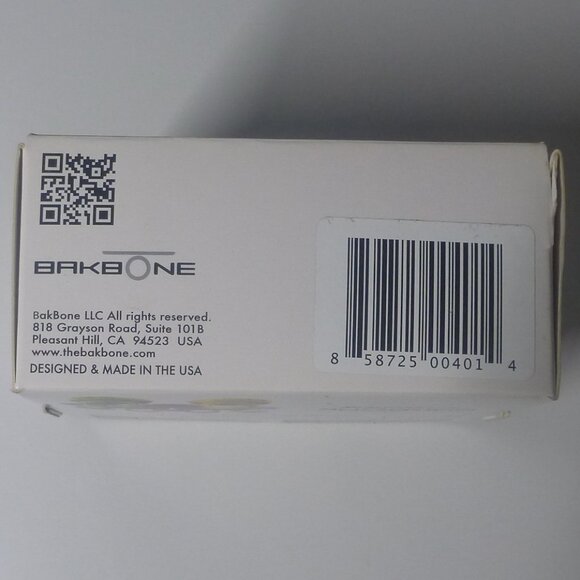 BAKBONE
BakBone LLC All rights reserved.
818 Grayson Road, Suite 101B
Pleasant Hill, CA 94523 USA
www.thebakbone.com
DESIGNED & MADE IN THE USA
8 58725 00401 4